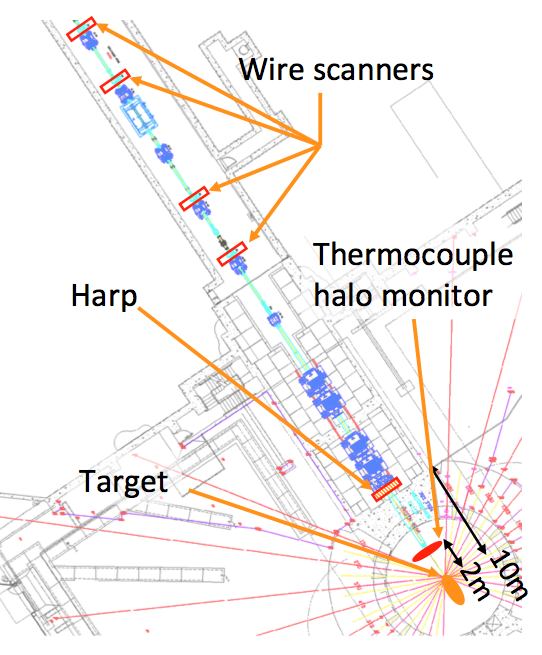 Wire scanners
Thermocouple
halo monitor
Harp
Target
10m
2m